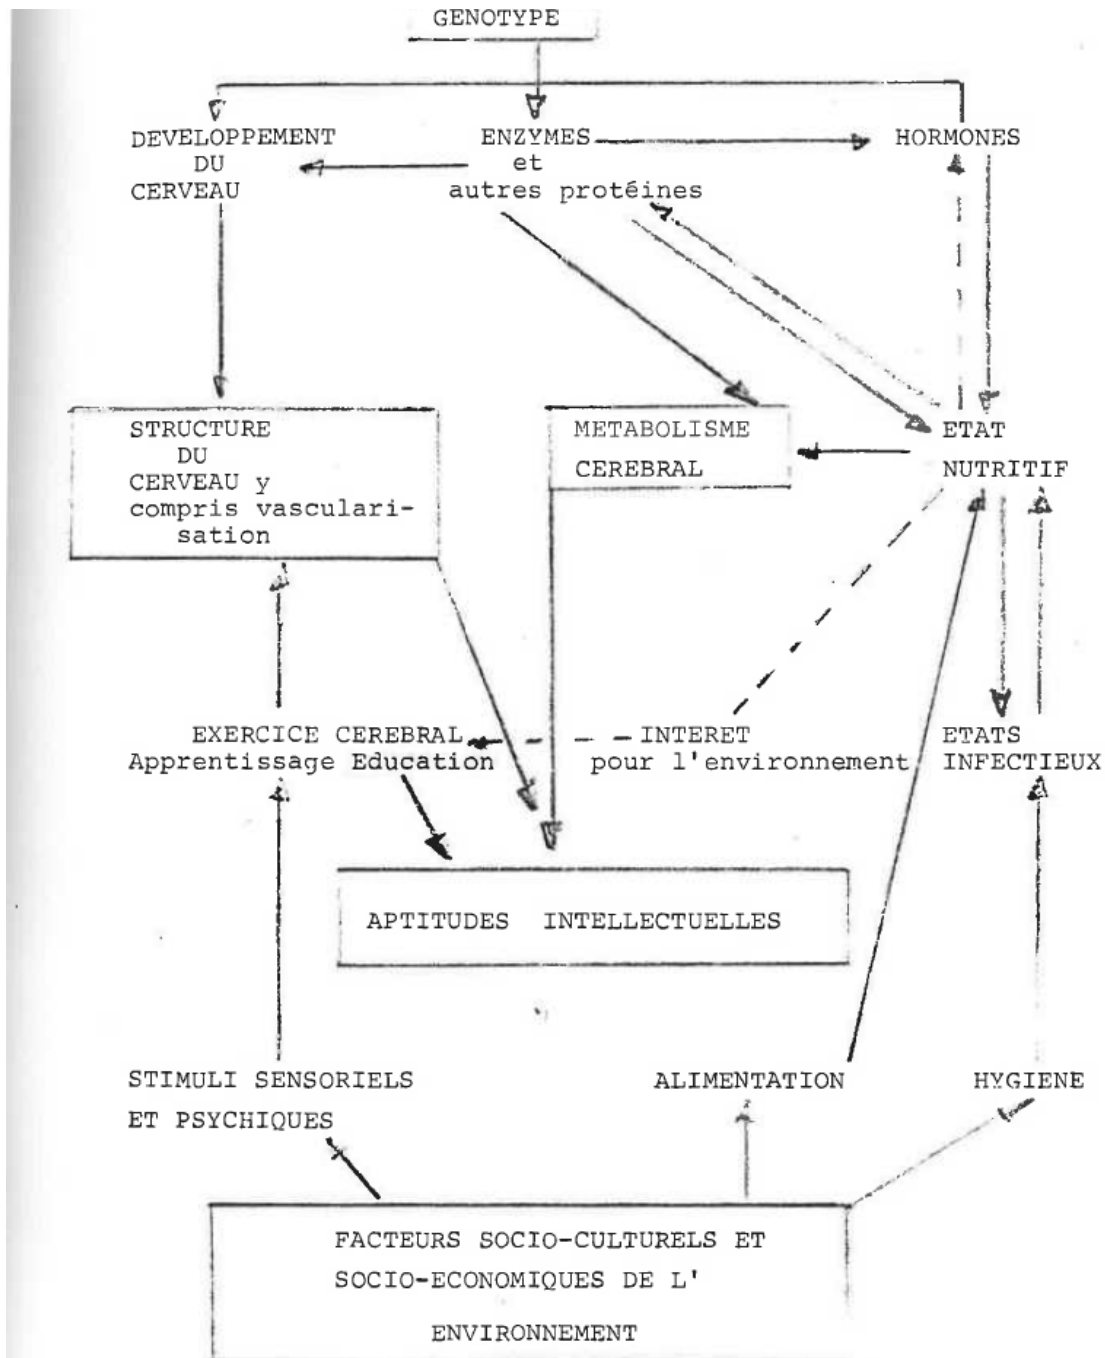 GENOTYPE
DEVELOPPEMENT
DU
CERVEAU
ENZYMES
et
autres protéines
HORMONES
STRUCTURE
DU
CERVEAU y
compris vasculari-
sation
METABOLISME
CEREBRAL
ETAT
NUTRITIF
EXERCICE CEREBRAL
Apprentissage Education
INTERET
pour l'environnement
ETATS
INFECTIEUX
APTITUDES INTELLECTUELLES
STIMULI SENSORIELS
ET PSYCHIQUES
ALIMENTATION
HYGIENE
FACTEURS SOCIO-CULTURELS ET
SOCIO-ECONOMIQUES DE L'
ENVIRONNEMENT